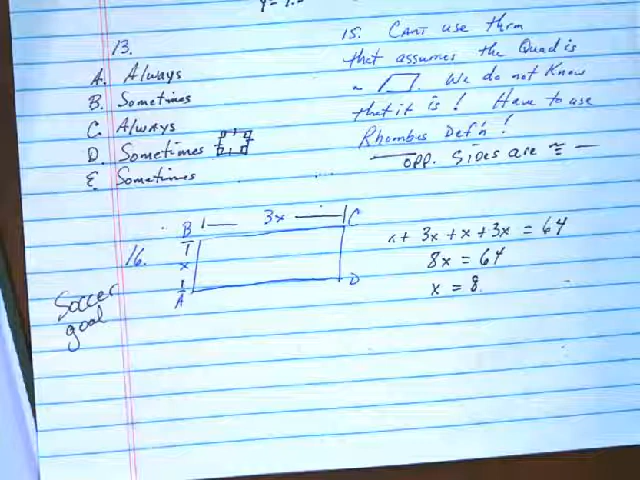 13.
A. Always
B. Sometimes
C. Always
D. Sometimes
E. Sometimes
15. CANT use thrm
that assumes the Quad is
a . We do not know
that it is! Have to use
Rhombus Def'n!
opp. sides are ≅
16.
Soccer
goal
B 3x C
x
A D
x + 3x + x + 3x = 64
8x = 64
x = 8.